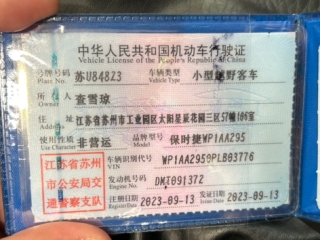 中华人民共和国机动车行驶证
Vehicle License of the People's Republic of China
号牌号码 苏U848Z3 车辆类型 小型越野客车
Plate No. Vehicle Type
所有人 查雪琼
Owner
住址 江苏省苏州市工业园区太阳星辰花园三区57幢106室
Address
使用性质 非营运 品牌型号 保时捷WP1AA295
Use Character Model
江苏省苏州市公安局交通警察支队
车辆识别代号 WP1AA2959PLB03776
VIN
发动机号码 DMT091372
Engine No.
注册日期 2023-09-13 发证日期 2023-09-13
Register Date Issue Date